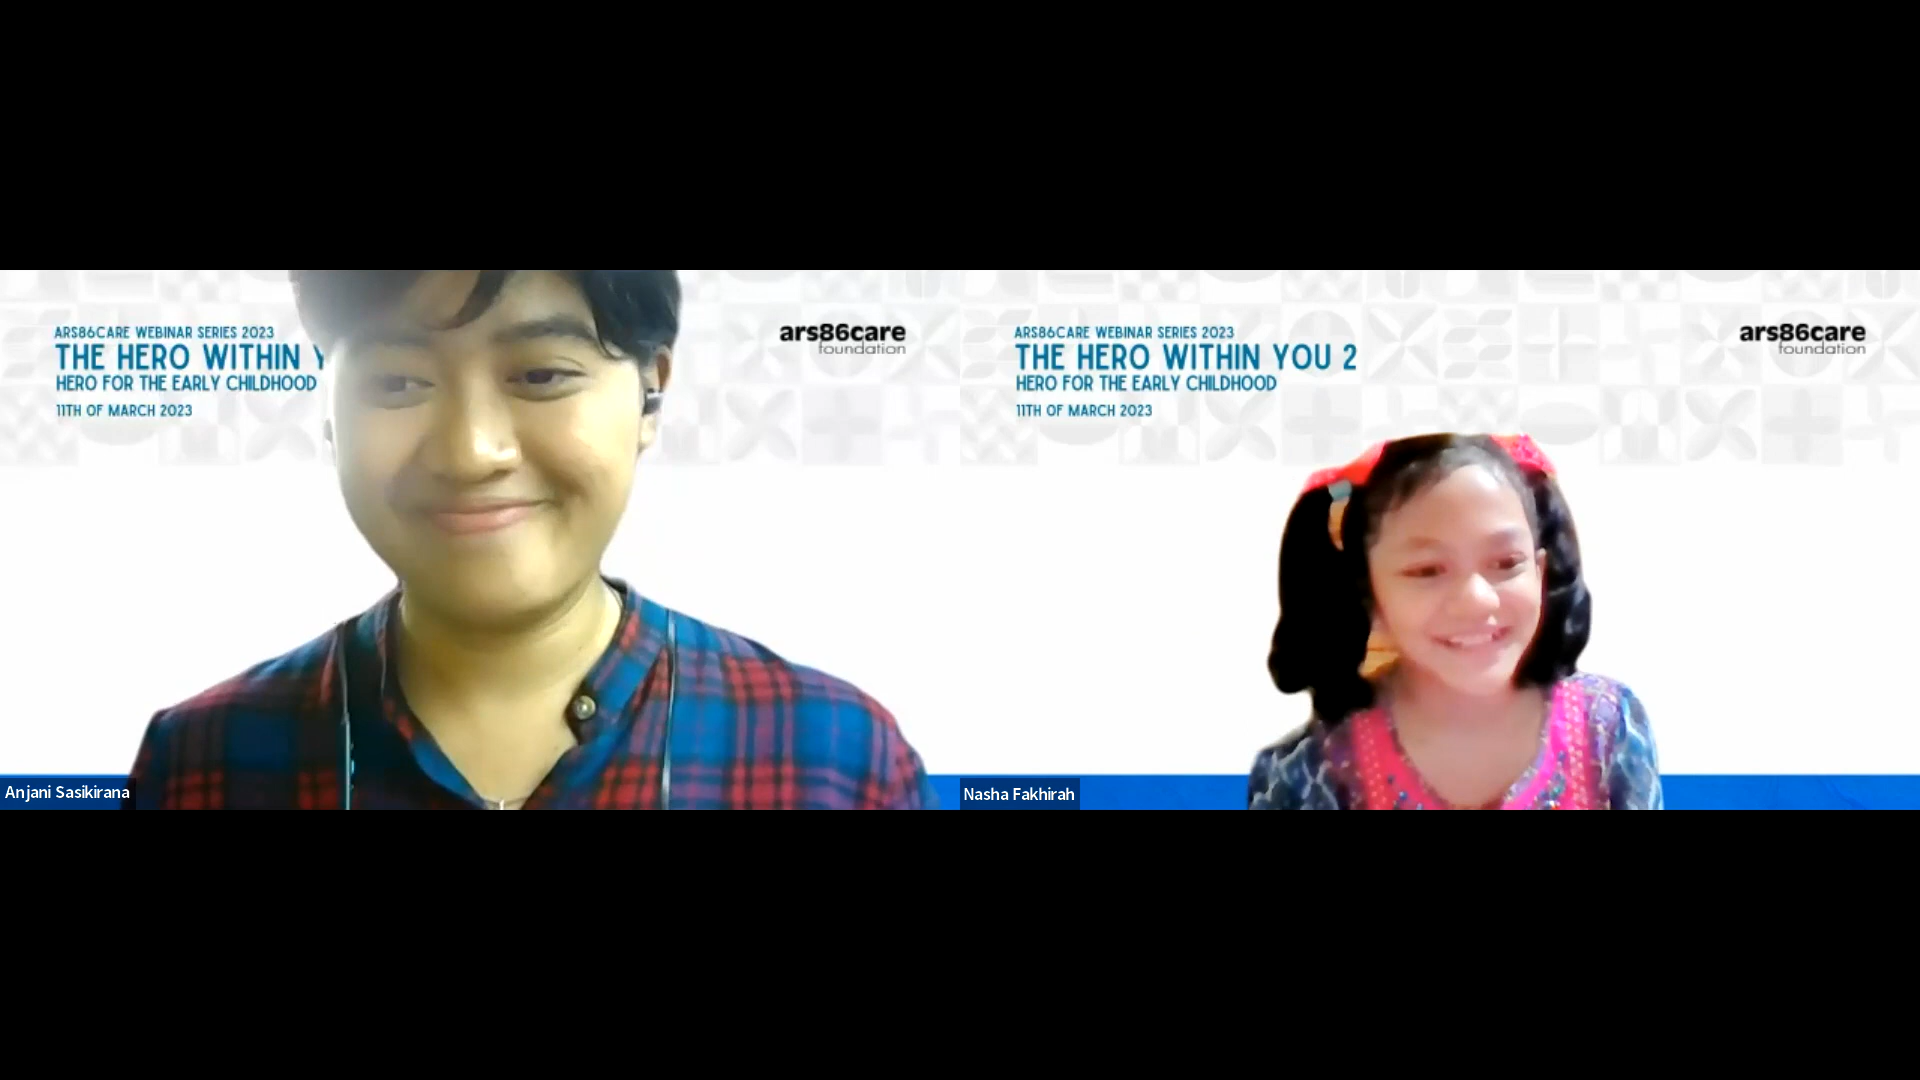 ARS86CARE WEBINAR SERIES 2023
THE HERO WITHIN Y
HERO FOR THE EARLY CHILDHOOD
11TH OF MARCH 2023
ars86care
foundation
Anjani Sasikirana
ARS86CARE WEBINAR SERIES 2023
THE HERO WITHIN YOU 2
HERO FOR THE EARLY CHILDHOOD
11TH OF MARCH 2023
ars86care
foundation
Nasha Fakhirah